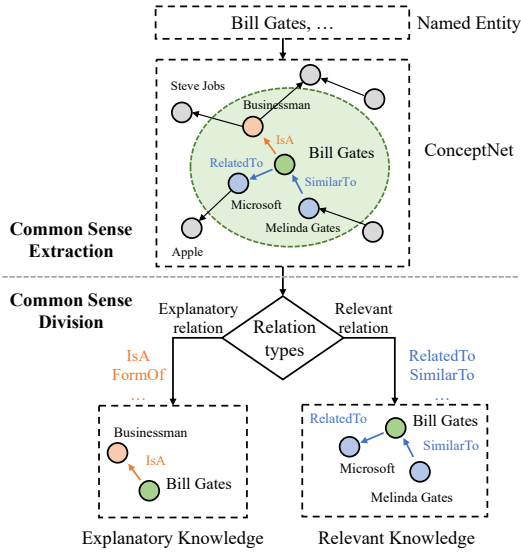 Bill Gates, ...
Named Entity
Steve Jobs
Businessman
IsA
ConceptNet
Bill Gates
RelatedTo
SimilarTo
Microsoft
Melinda Gates
Common Sense
Extraction
Apple
Common Sense
Division
Explanatory
relation
Relation
types
Relevant
relation
IsA
FormOf
...
RelatedTo
SimilarTo
...
Businessman
IsA
Bill Gates
RelatedTo
Bill Gates
SimilarTo
Microsoft
Melinda Gates
Explanatory Knowledge
Relevant Knowledge